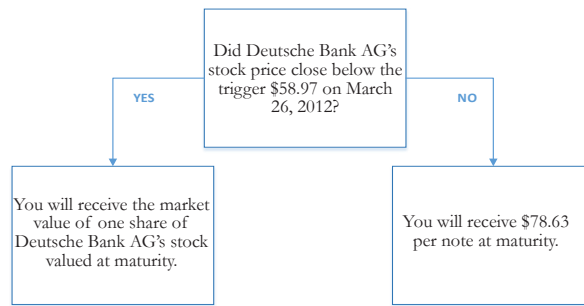 Did Deutsche Bank AG's
stock price close below the
trigger $58.97 on March
26, 2012?
YES
NO
You will receive the market
value of one share of
Deutsche Bank AG's stock
valued at maturity.
You will receive $78.63
per note at maturity.